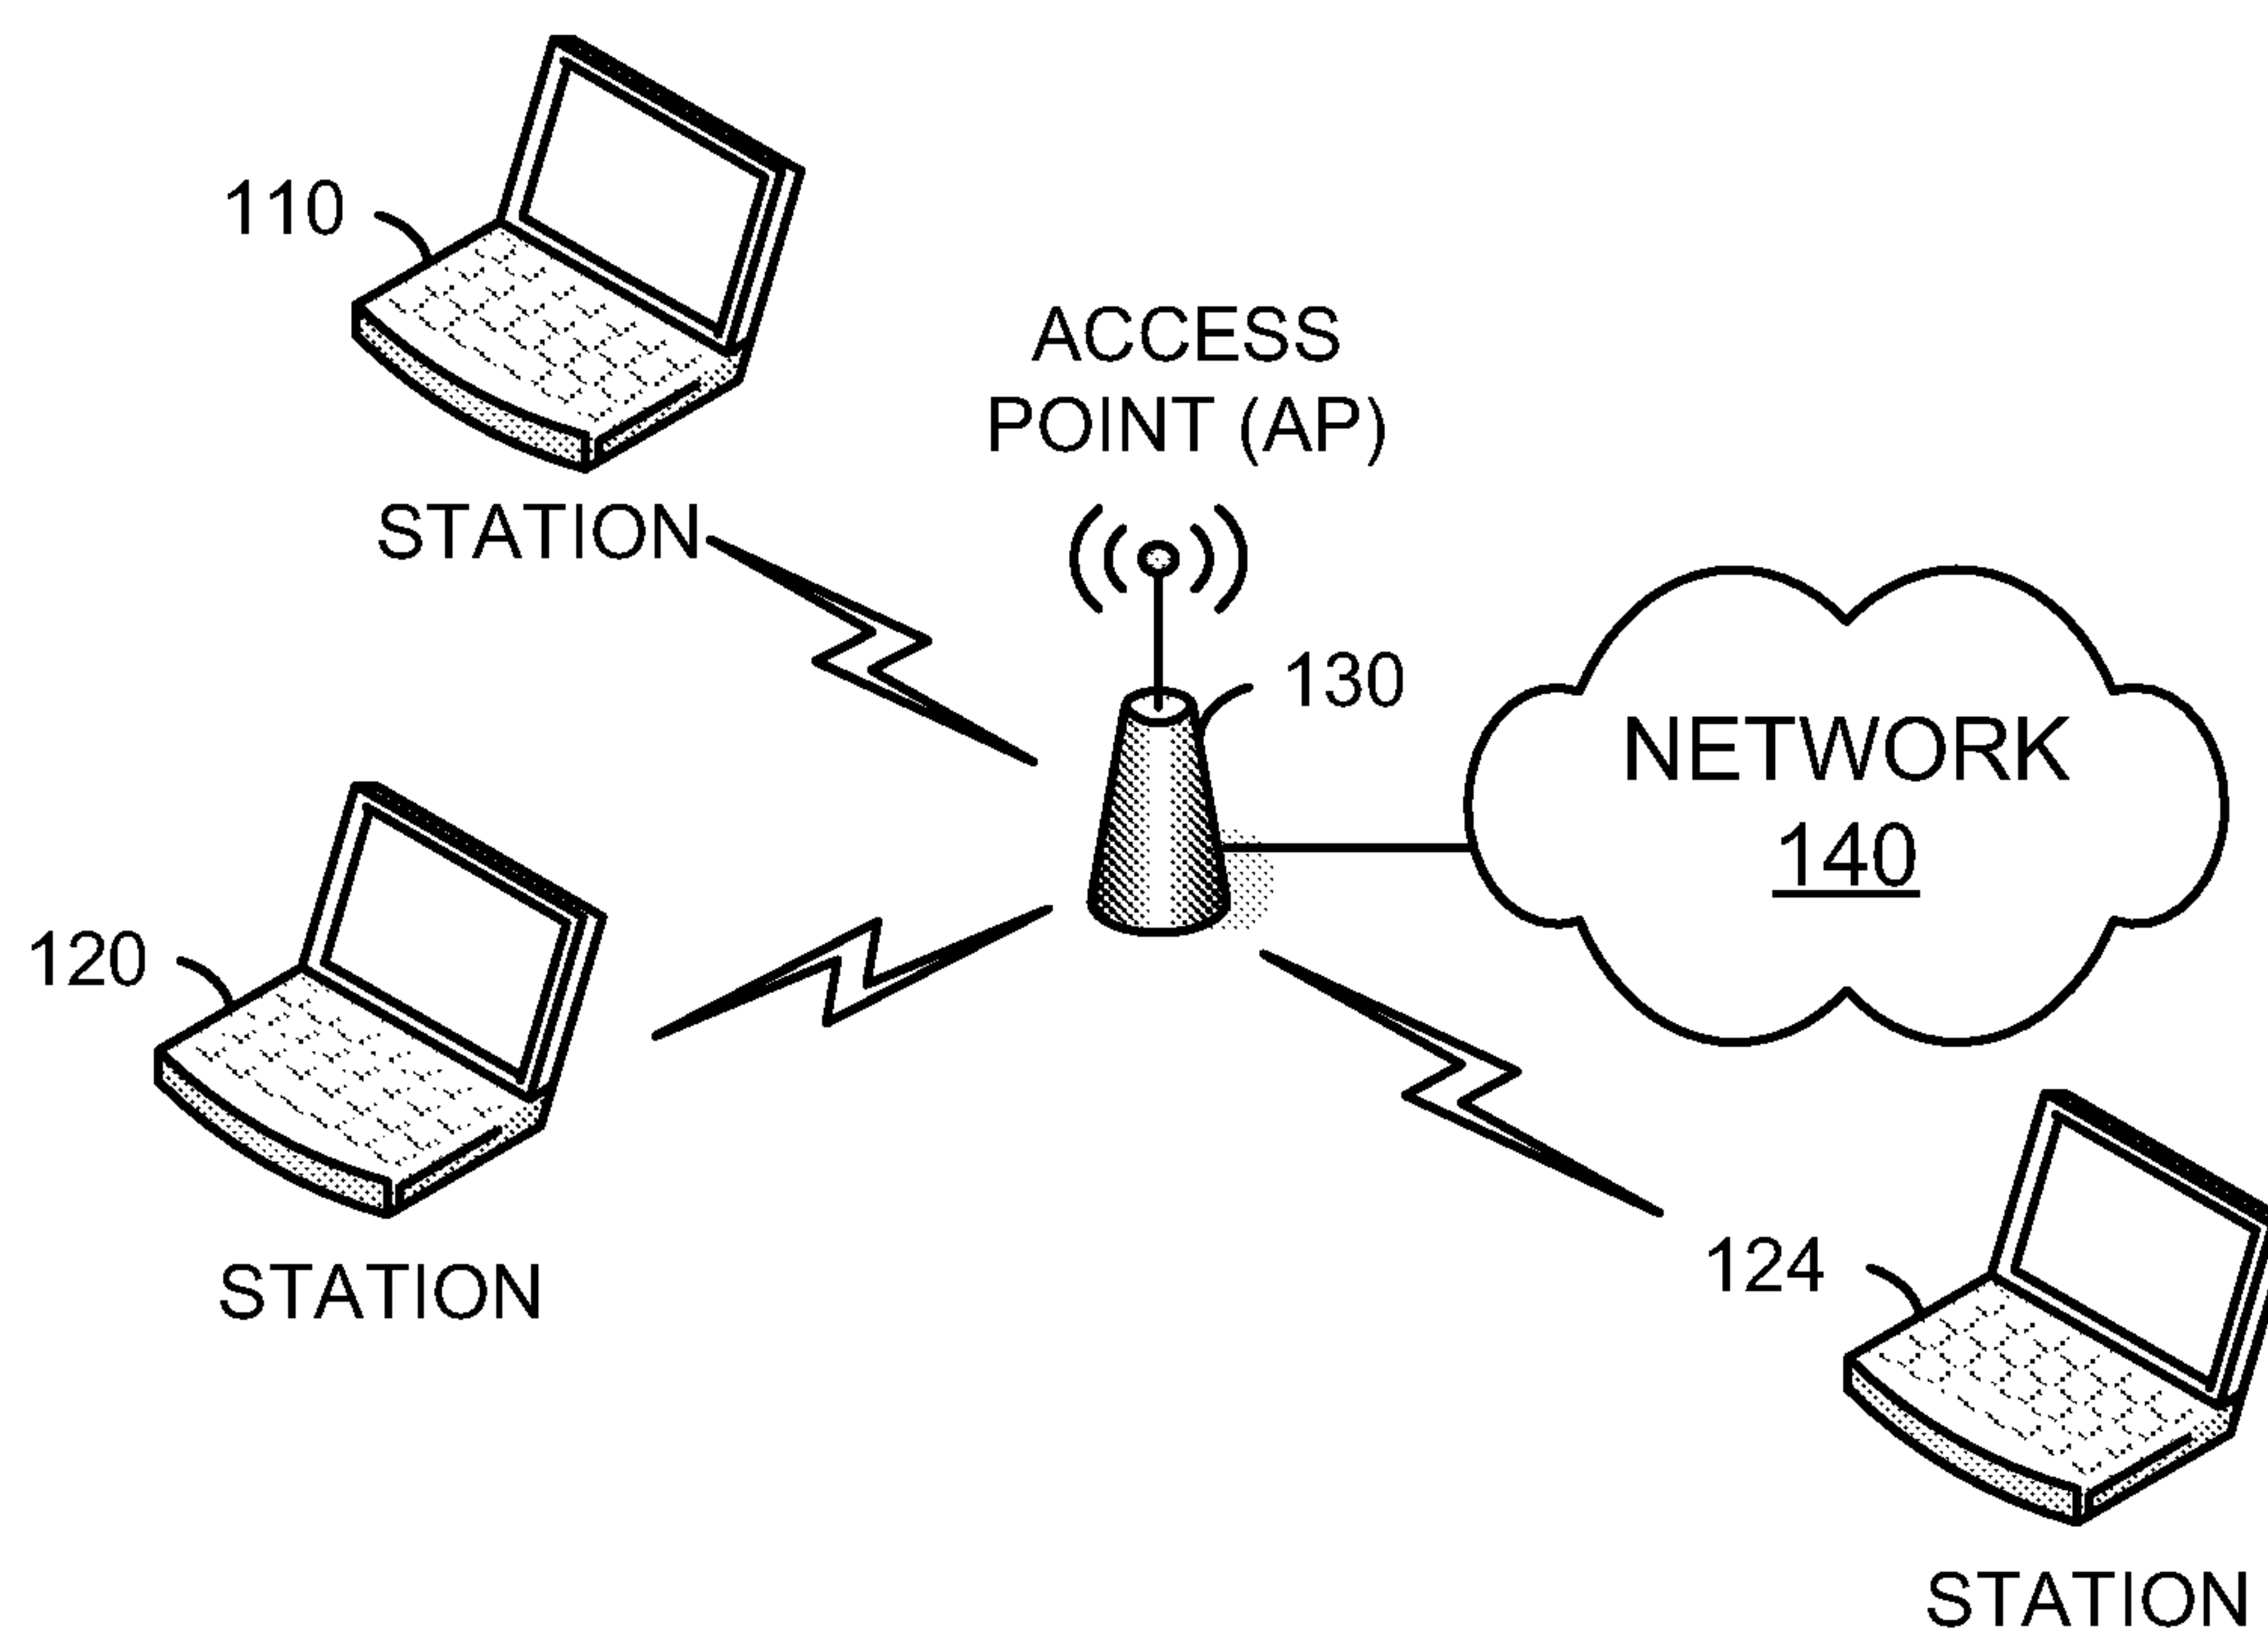 110
STATION
ACCESS
POINT (AP)
130
NETWORK
140
120
STATION
124
STATION